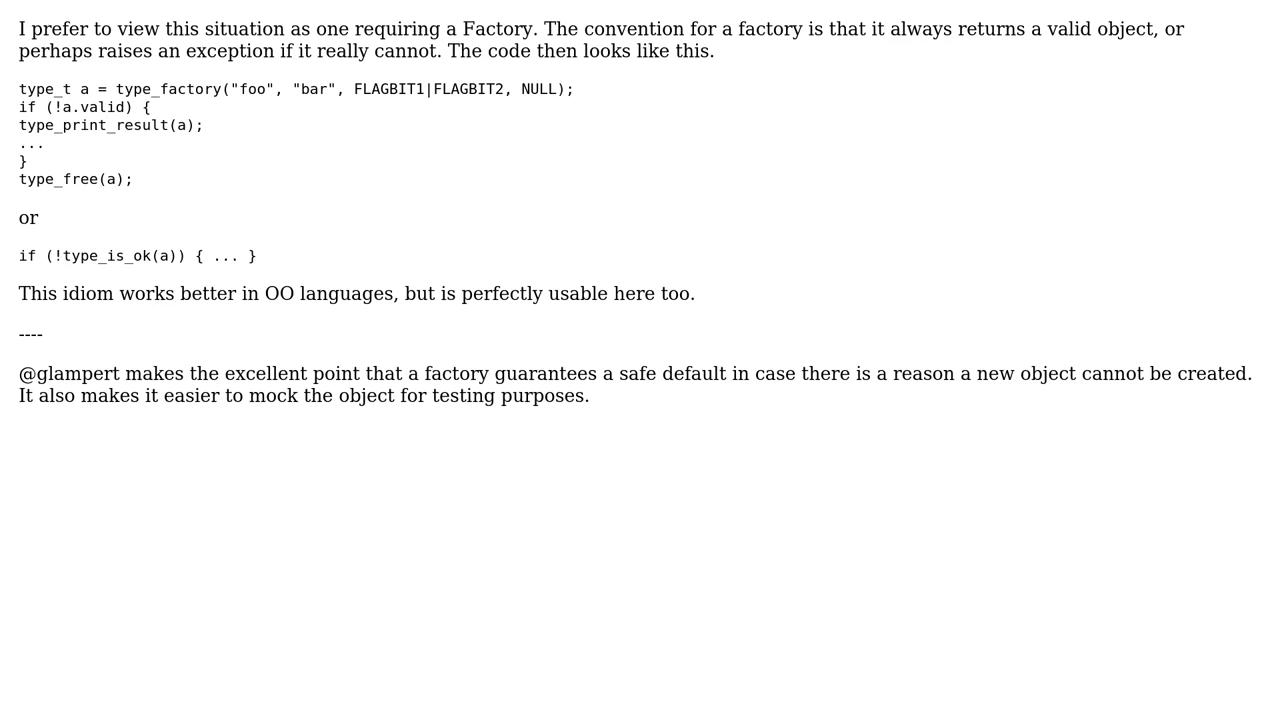 I prefer to view this situation as one requiring a Factory. The convention for a factory is that it always returns a valid object, or
perhaps raises an exception if it really cannot. The code then looks like this.
type_t a = type_factory("foo", "bar", FLAGBIT1|FLAGBIT2, NULL);
if (!a.valid) {
type_print_result(a);
...
}
type_free(a);
or
if (!type_is_ok(a)) { ... }
This idiom works better in OO languages, but is perfectly usable here too.
----
@glampert makes the excellent point that a factory guarantees a safe default in case there is a reason a new object cannot be created.
It also makes it easier to mock the object for testing purposes.